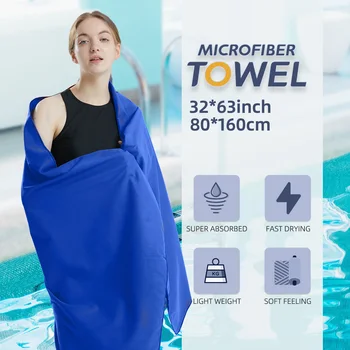 MICROFIBER
TOWEL
32*63inch
80*160cm
SUPER ABSORBED
FAST DRYING
KG
LIGHT WEIGHT
SOFT FEELING